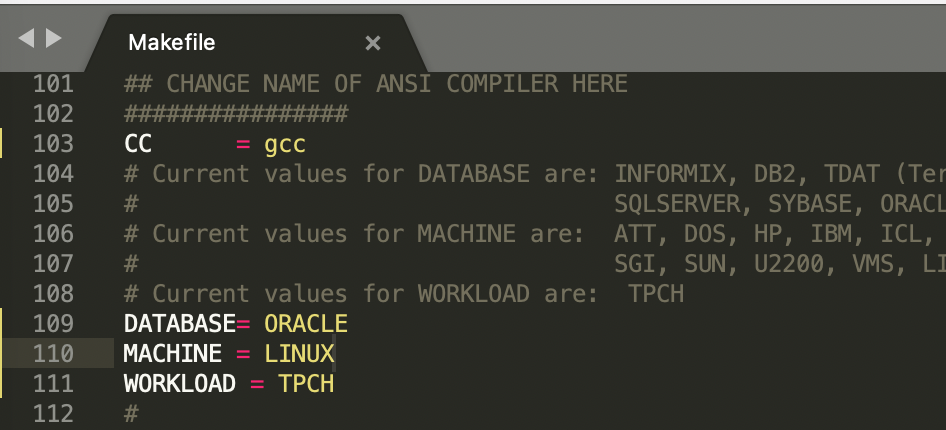 Makefile
101 ## CHANGE NAME OF ANSI COMPILER HERE
102 ################
103 CC      = gcc
104 # Current values for DATABASE are: INFORMIX, DB2, TDAT (Ter
105 #                                  SQLSERVER, SYBASE, ORACL
106 # Current values for MACHINE are:  ATT, DOS, HP, IBM, ICL,
107 #                                  SGI, SUN, U2200, VMS, LI
108 # Current values for WORKLOAD are:  TPCH
109 DATABASE= ORACLE
110 MACHINE = LINUX
111 WORKLOAD = TPCH
112 #